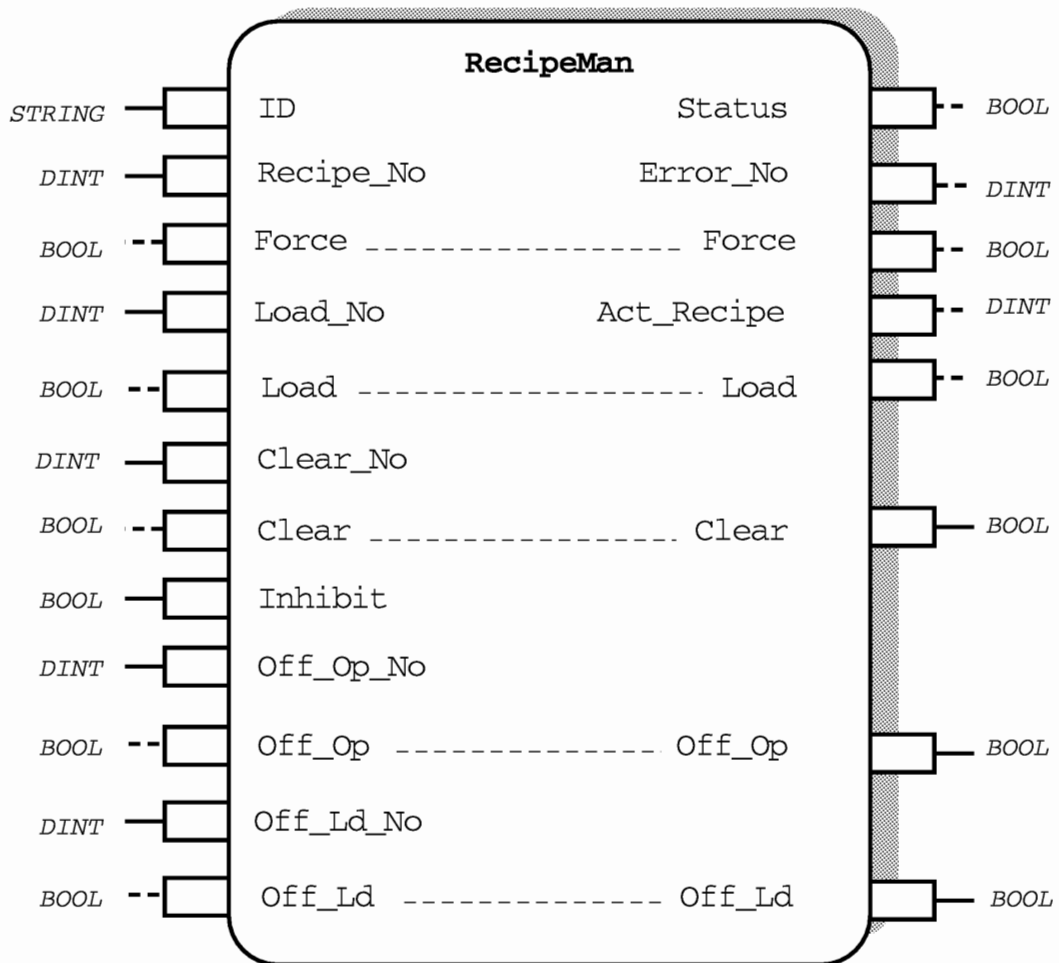 RecipeMan
STRING ID Status BOOL
DINT Recipe_No Error_No DINT
BOOL Force Force BOOL
DINT Load_No Act_Recipe DINT
BOOL Load Load BOOL
DINT Clear_No
BOOL Clear Clear BOOL
BOOL Inhibit
DINT Off_Op_No
BOOL Off_Op Off_Op BOOL
DINT Off_Ld_No
BOOL Off_Ld Off_Ld BOOL